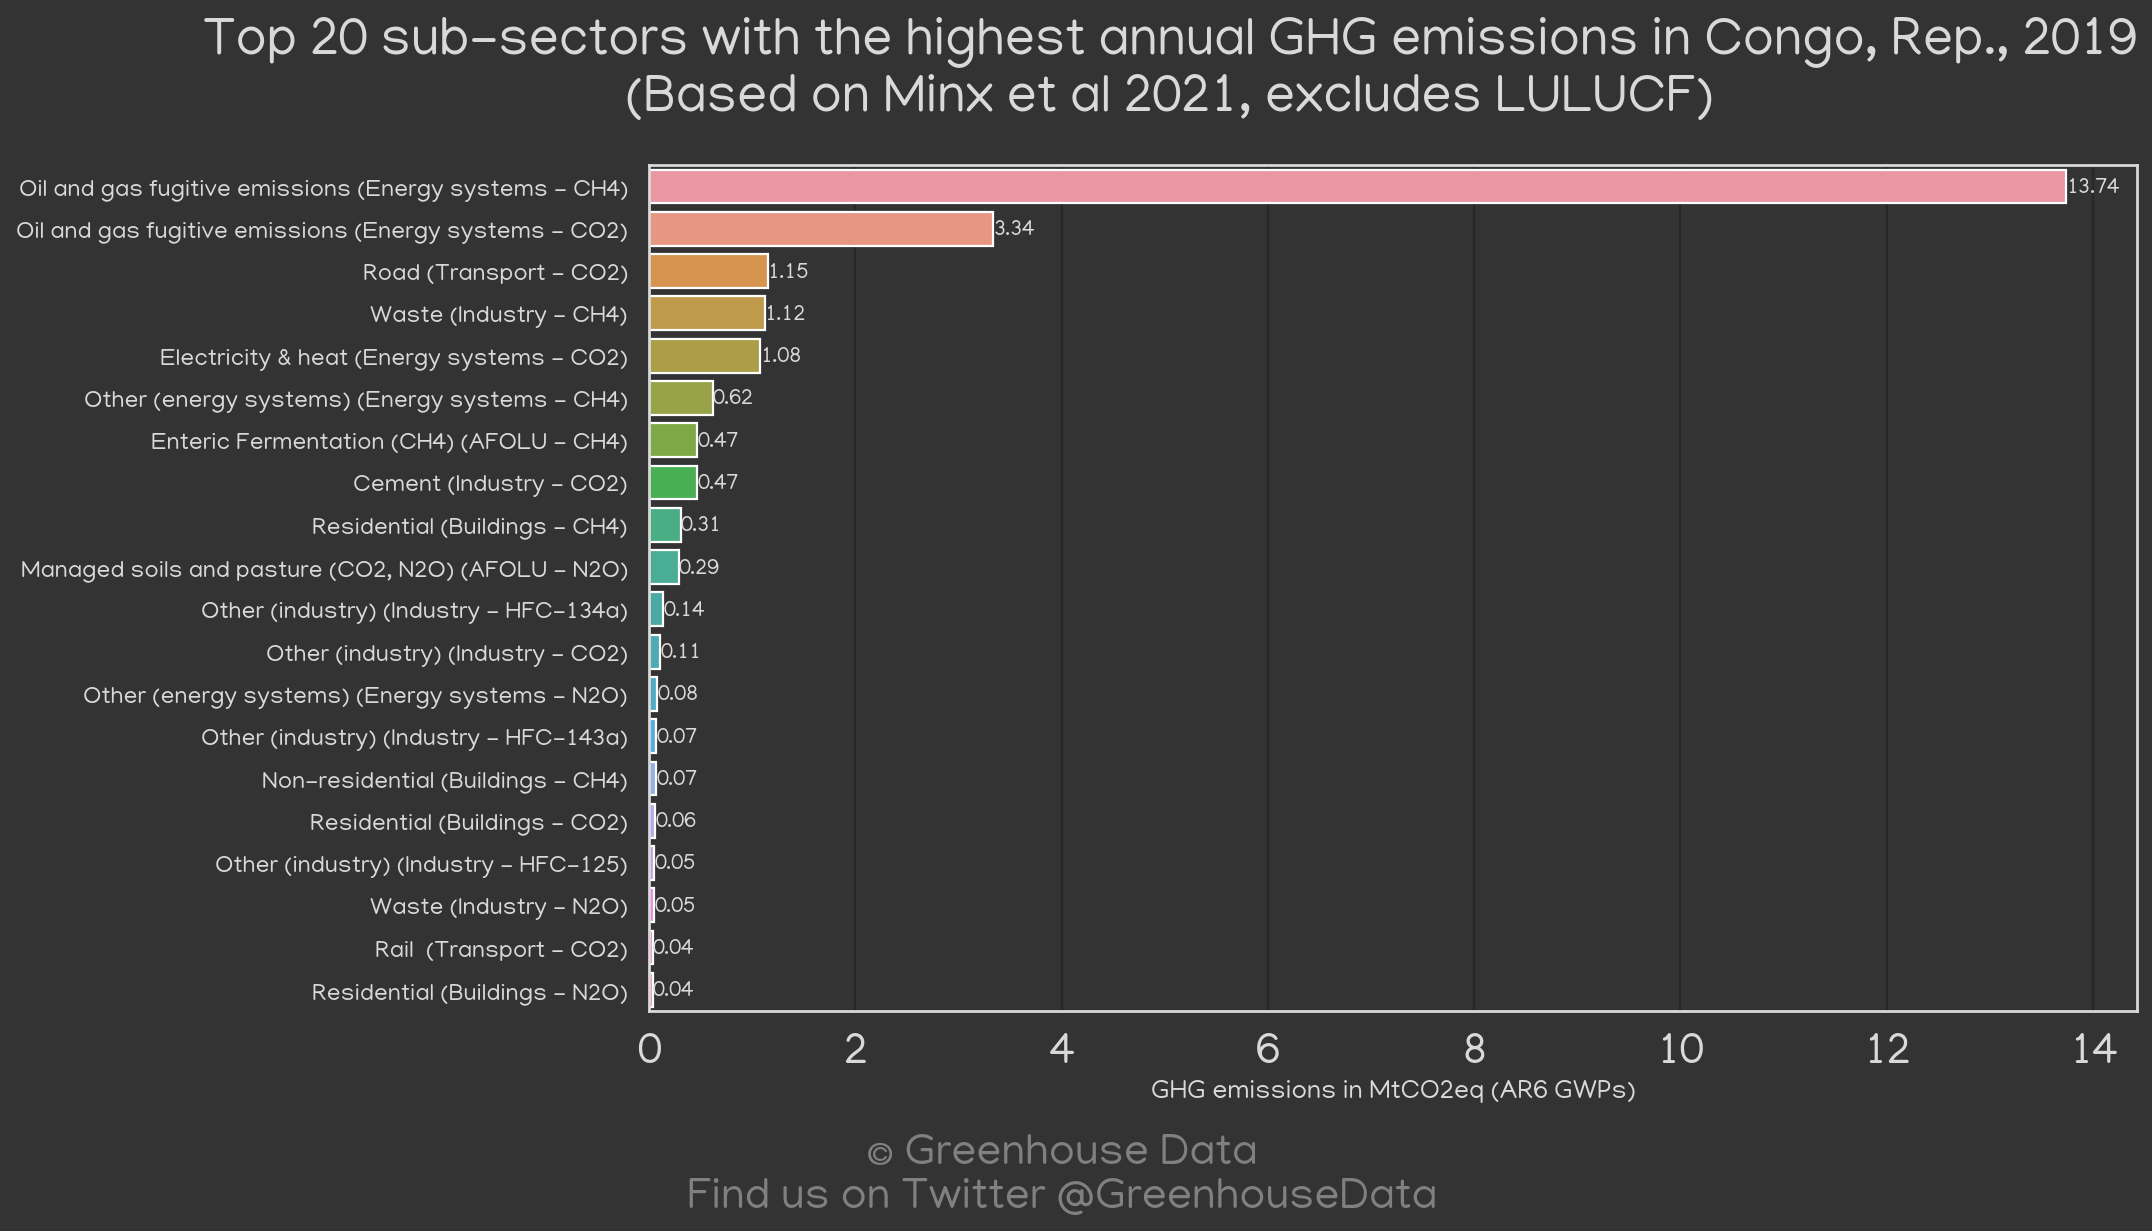 Top 20 sub-sectors with the highest annual GHG emissions in Congo, Rep., 2019
(Based on Minx et al 2021, excludes LULUCF)
Oil and gas fugitive emissions (Energy systems - CH4) 13.74
Oil and gas fugitive emissions (Energy systems - CO2) 3.34
Road (Transport - CO2) 1.15
Waste (Industry - CH4) 1.12
Electricity & heat (Energy systems - CO2) 1.08
Other (energy systems) (Energy systems - CH4) 0.62
Enteric Fermentation (CH4) (AFOLU - CH4) 0.47
Cement (Industry - CO2) 0.47
Residential (Buildings - CH4) 0.31
Managed soils and pasture (CO2, N2O) (AFOLU - N2O) 0.29
Other (industry) (Industry - HFC-134a) 0.14
Other (industry) (Industry - CO2) 0.11
Other (energy systems) (Energy systems - N2O) 0.08
Other (industry) (Industry - HFC-143a) 0.07
Non-residential (Buildings - CH4) 0.07
Residential (Buildings - CO2) 0.06
Other (industry) (Industry - HFC-125) 0.05
Waste (Industry - N2O) 0.05
Rail (Transport - CO2) 0.04
Residential (Buildings - N2O) 0.04
0 2 4 6 8 10 12 14
GHG emissions in MtCO2eq (AR6 GWPs)
© Greenhouse Data
Find us on Twitter @GreenhouseData